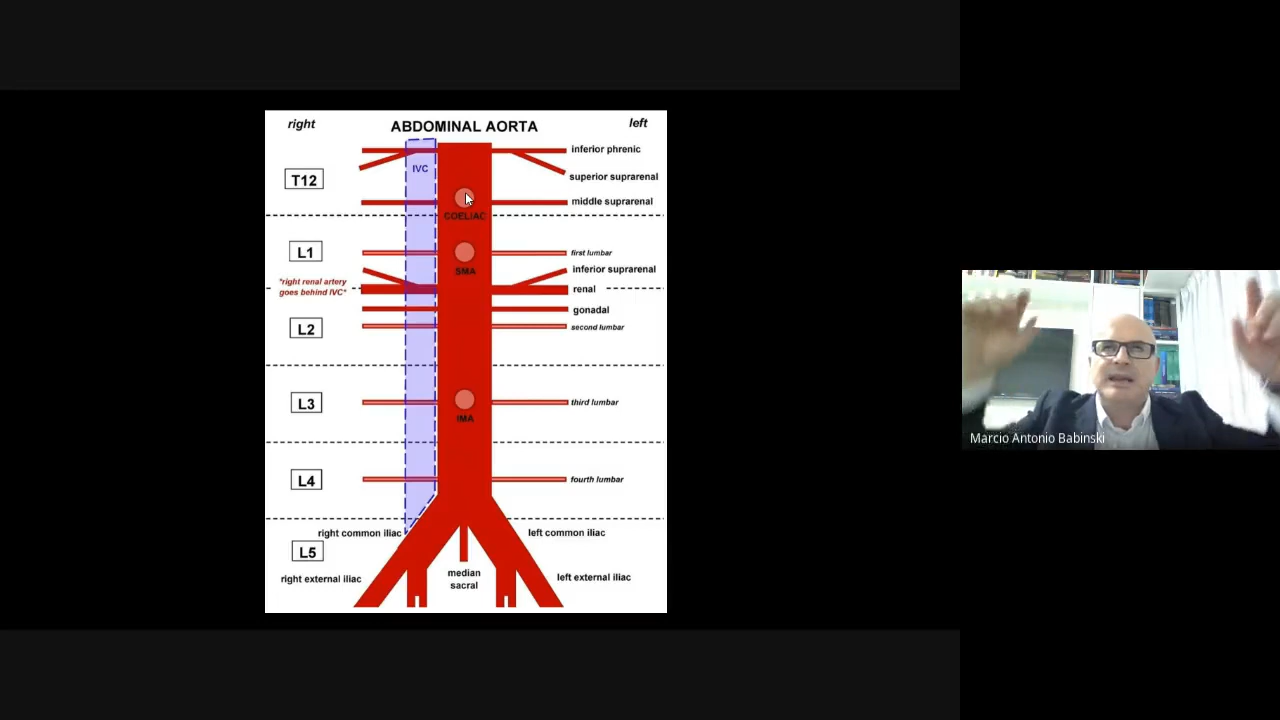 right
ABDOMINAL AORTA
left
inferior phrenic
IVC
superior suprarenal
T12
middle suprarenal
COELIAC
L1
first lumbar
SMA
inferior suprarenal
*right renal artery
goes behind IVC*
renal
gonadal
L2
second lumbar
L3
third lumbar
IMA
L4
fourth lumbar
right common iliac
left common iliac
L5
median
sacral
right external iliac
left external iliac
Marcio Antonio Babinski